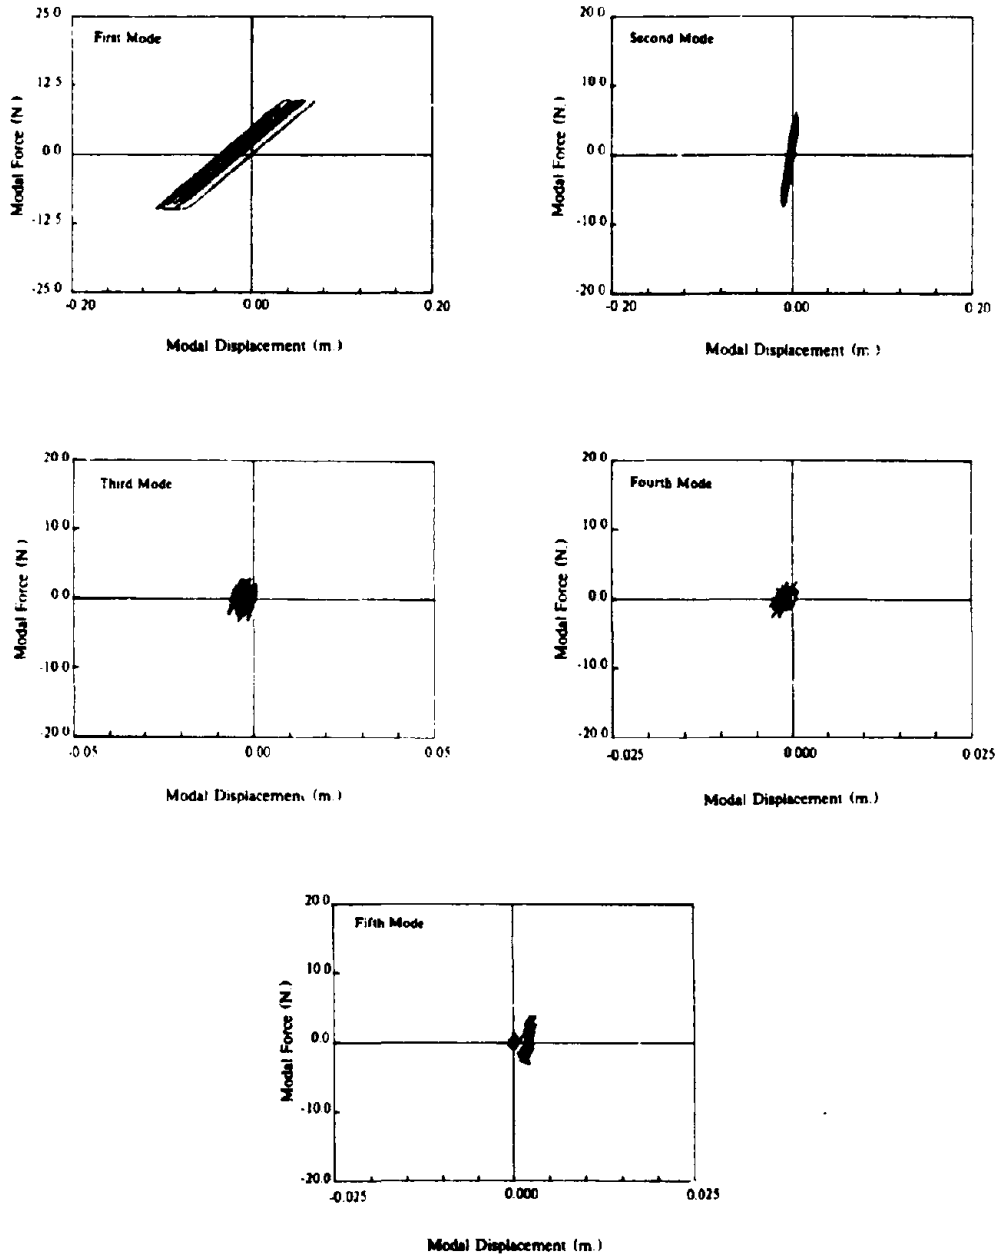 25.0
First Mode
12.5
0.0
-12.5
-25.0
-0.20 0.00 0.20
Modal Force (N.)
Modal Displacement (m.)
20.0
Second Mode
10.0
0.0
-10.0
-20.0
-0.20 0.00 0.20
Modal Force (N.)
Modal Displacement (m.)
20.0
Third Mode
10.0
0.0
-10.0
-20.0
-0.05 0.00 0.05
Modal Force (N.)
Modal Displacement (m.)
20.0
Fourth Mode
10.0
0.0
-10.0
-20.0
-0.025 0.000 0.025
Modal Force (N.)
Modal Displacement (m.)
20.0
Fifth Mode
10.0
0.0
-10.0
-20.0
-0.025 0.000 0.025
Modal Force (N.)
Modal Displacement (m.)